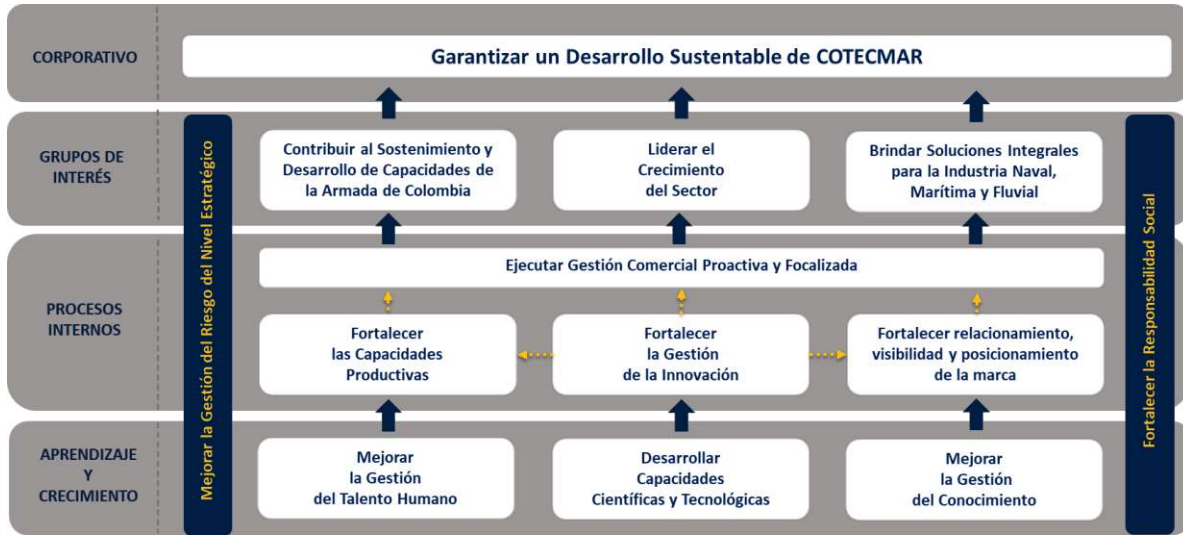 CORPORATIVO
Garantizar un Desarrollo Sustentable de COTECMAR
GRUPOS DE
INTERÉS
Contribuir al Sostenimiento y
Desarrollo de Capacidades de
la Armada de Colombia
Liderar el
Crecimiento
del Sector
Brindar Soluciones Integrales
para la Industria Naval,
Marítima y Fluvial
Mejorar la Gestión del Riesgo del Nivel Estratégico
Fortalecer la Responsabilidad Social
PROCESOS
INTERNOS
Ejecutar Gestión Comercial Proactiva y Focalizada
Fortalecer
las Capacidades
Productivas
Fortalecer
la Gestión
de la Innovación
Fortalecer relacionamiento,
visibilidad y posicionamiento
de la marca
APRENDIZAJE
Y
CRECIMIENTO
Mejorar
la Gestión
del Talento Humano
Desarrollar
Capacidades
Científicas y Tecnológicas
Mejorar
la Gestión
del Conocimiento